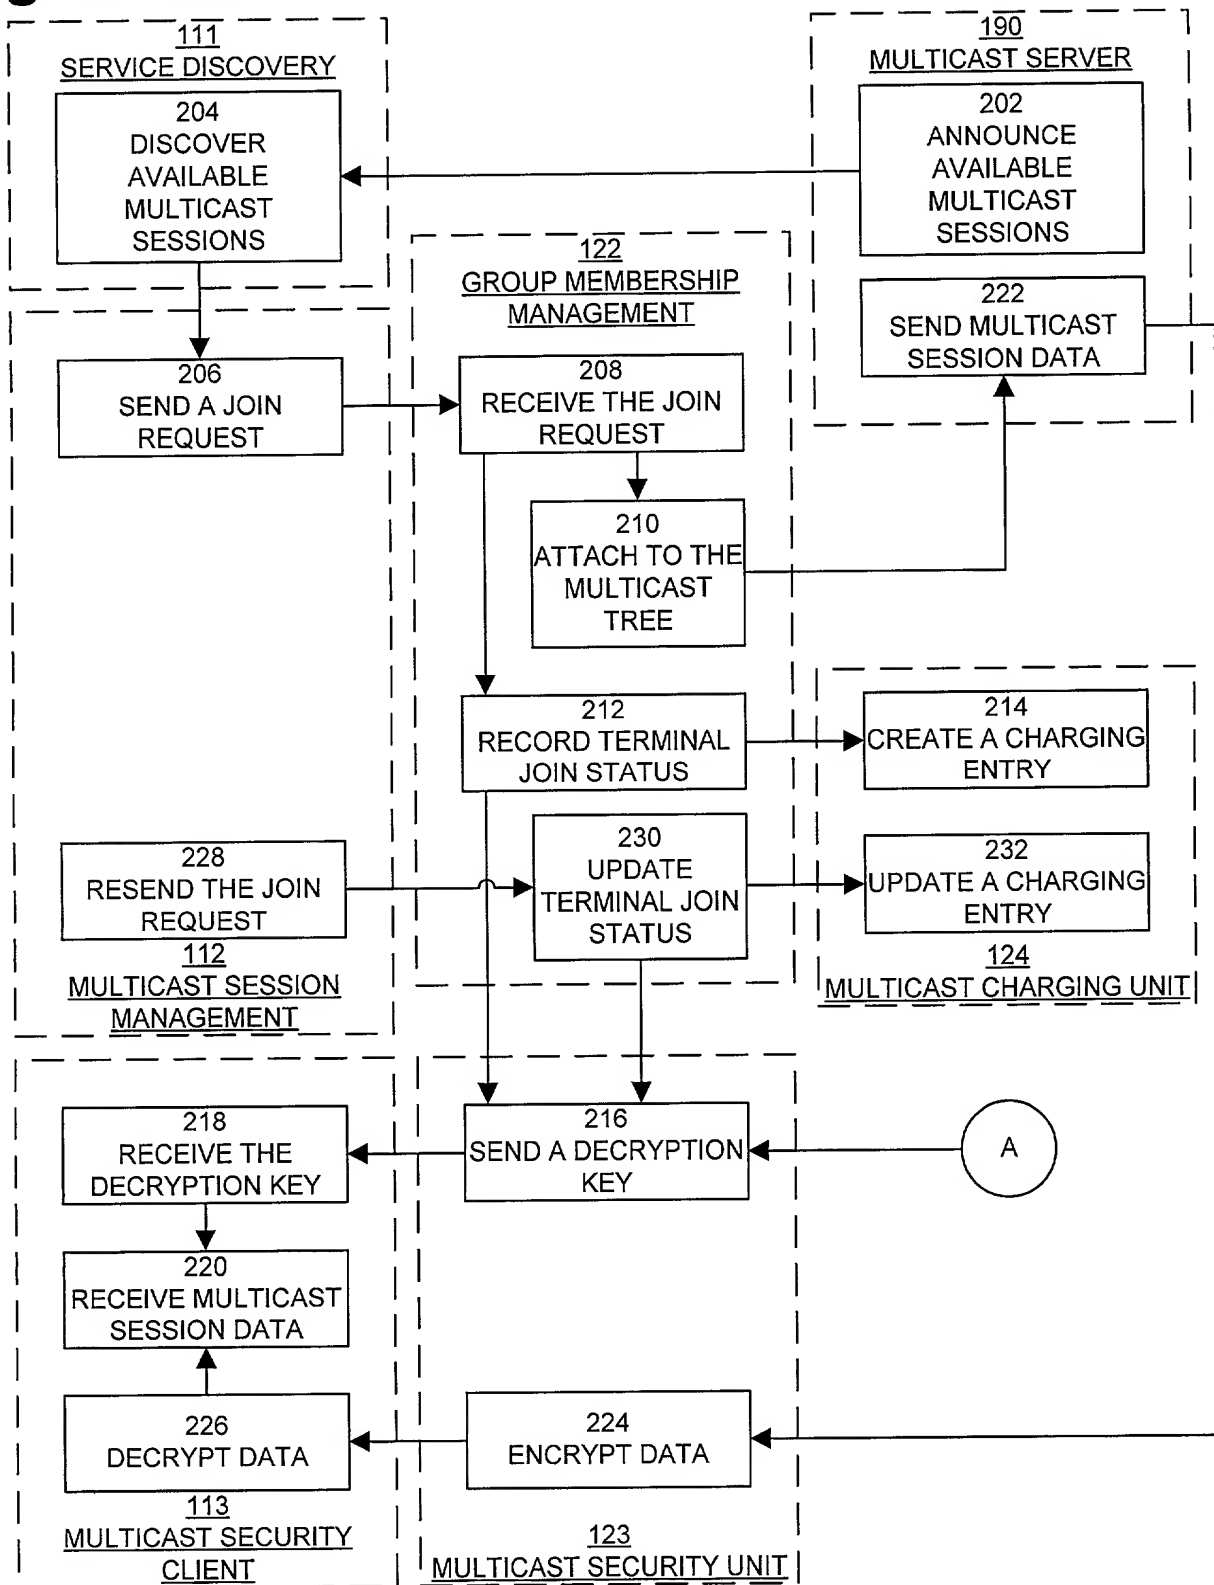 111
SERVICE DISCOVERY
204
DISCOVER
AVAILABLE
MULTICAST
SESSIONS
190
MULTICAST SERVER
202
ANNOUNCE
AVAILABLE
MULTICAST
SESSIONS
222
SEND MULTICAST
SESSION DATA
122
GROUP MEMBERSHIP
MANAGEMENT
206
SEND A JOIN
REQUEST
208
RECEIVE THE JOIN
REQUEST
210
ATTACH TO THE
MULTICAST
TREE
212
RECORD TERMINAL
JOIN STATUS
214
CREATE A CHARGING
ENTRY
228
RESEND THE JOIN
REQUEST
230
UPDATE
TERMINAL JOIN
STATUS
232
UPDATE A CHARGING
ENTRY
112
MULTICAST SESSION
MANAGEMENT
124
MULTICAST CHARGING UNIT
218
RECEIVE THE
DECRYPTION KEY
216
SEND A DECRYPTION
KEY
A
220
RECEIVE MULTICAST
SESSION DATA
226
DECRYPT DATA
224
ENCRYPT DATA
113
MULTICAST SECURITY
CLIENT
123
MULTICAST SECURITY UNIT